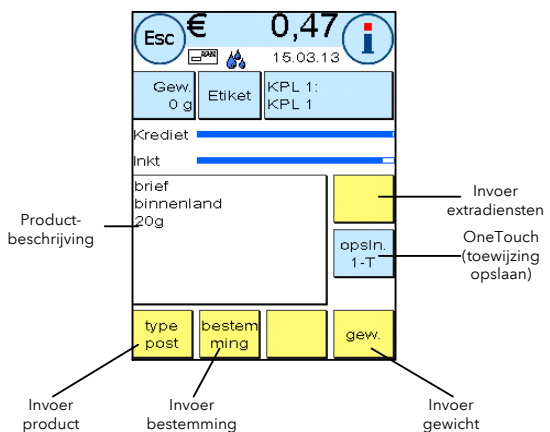 Esc € 0,47 i
15.03.13
Gew.
0 g
Etiket
KPL 1:
KPL 1
Krediet
Inkt
brief
binnenland
20g
Product-
beschrijving
Invoer
extradiensten
opsln.
1-T
OneTouch
(toewijzing
opslaan)
type
post
bestem
ming
gew.
Invoer
product
Invoer
bestemming
Invoer
gewicht